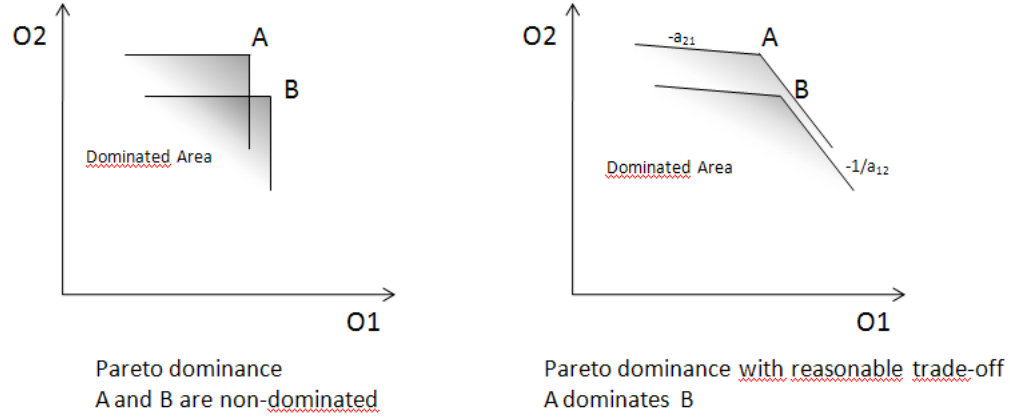 O2
A
B
Dominated Area
O1
Pareto dominance
A and B are non-dominated
O2
-a21
A
B
Dominated Area
-1/a12
O1
Pareto dominance with reasonable trade-off
A dominates B